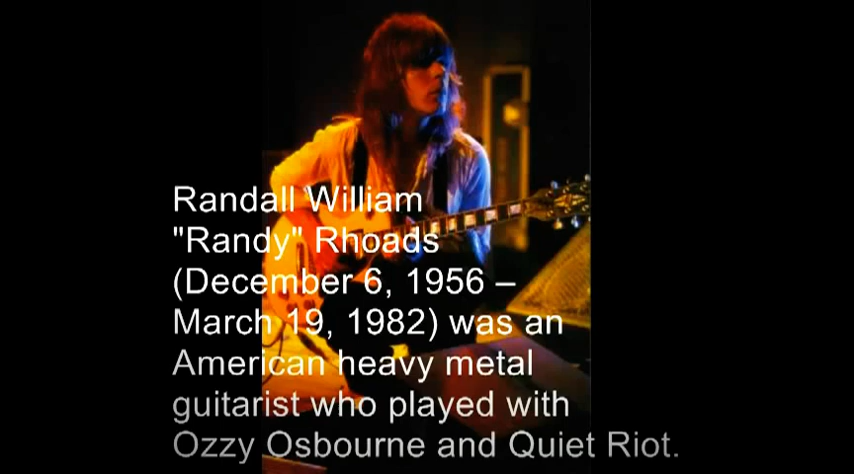 Randall William
"Randy" Rhoads
(December 6, 1956 –
March 19, 1982) was an
American heavy metal
guitarist who played with
Ozzy Osbourne and Quiet Riot.